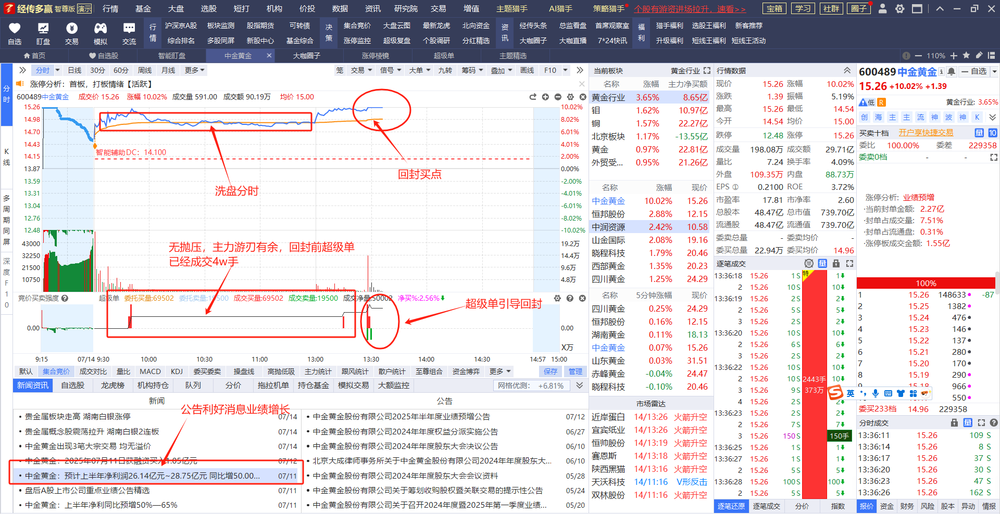 经传多赢 智尊版 演示 行情 基金 大盘 选股 短打 机构 价投 数据 资讯 研究院 交易 增值 主题猎手 AI猎手 策略猎手 个股有游资进场拉升，速看>> 宝箱 学习 社群 圈子
自选 盯盘 交易 模拟 交流
行情 沪深京A股 板块监测 股指期货 可转债 决策 集合竞价 大盘云图 最新龙虎 北向资金 资讯 经传头条 总监看盘 首席观察室 福利 猎手福利 选股王福利 新客推荐
综合排名 多股同屏 新股中心 基金综合 涨停监控 超级复盘 个股调研 分红精选 大咖圈子 大咖直播 7*24快讯 升级福利 短线王福利 短线王活动
首页 自选股 智能盯盘 中金黄金 大咖圈子 涨停棱镜 超级单 主题精选 110%
分时 K线 多周期同屏 深度F10
分时 日线 30分 60分 周线 月线 更多 笼 交易 信号 大单 九转 筹码 叠加 画线 F10
涨停分析：首板，打板情绪【活跃】
600489中金黄金 成交价 15.26 涨幅 10.02% 成交量 591.00 成交额 90.19万 均价 15.00
15.26 10.02%
14.98 8.02%
14.70 6.01%
14.43 4.01%
14.15 2.00%
13.87 0.00%
13.59 -2.00%
13.31 -4.01%
13.04 -6.01%
12.76 -8.02%
12.48 -10.02%
43000 19.2万
32250 14.4万
21500 9.6万
10750 4.8万
智能辅助DC：14.100
洗盘分时
回封买点
无抛压，主力游刃有余，回封前超级单
已经成交4w手
竞价买卖强度 超级单 委托买量:69502 委托卖量:19500 成交买量:69502 成交卖量:19500 成交净量:50002 净买%:2.56%
超级单引导回封
0.00 0.00
X万
9:15 07/14 9:30 10:00 10:30 11:00 13:00 13:30 14:00 14:30 14:57 15:00
默认 集合竞价 成交对比 量比 MACD KDJ 委买委卖 操盘线 高抛低吸 主力统计 跟风统计 散户统计 至尊组合 资金博弈 更多 保存 管理
新闻资讯 自选股 龙虎榜 机构持仓 队列 分价 拖拉机单 持仓基金 模拟交易 大额监控 网格优测： +6.81%
新闻 公告
公告利好消息业绩增长
贵金属板块走高 湖南白银涨停 07/14
贵金属概念股震荡拉升 湖南白银2连板 07/14
中金黄金出现3笔大宗交易 均无溢价 07/14
中金黄金：2025年07月11日获融资买入1.05亿元 07/12
中金黄金：预计上半年净利润26.14亿元~28.75亿元 同比增50.00... 07/11
盘后A股上市公司重点业绩公告精选 07/11
中金黄金：上半年净利同比预增50%—65% 07/11
中金黄金股份有限公司2025年半年度业绩预增公告 07/12
中金黄金股份有限公司2024年年度权益分派实施公告 06/27
中金黄金股份有限公司2024年年度股东大会决议公告 06/10
北京大成律师事务所关于中金黄金股份有限公司2024年年度股东大... 06/10
中金黄金股份有限公司2024年年度股东大会会议资料 05/28
中金黄金股份有限公司关于筹划收购股权暨关联交易的提示性公告 05/24
中金黄金股份有限公司关于召开2024年度暨2025年第一季度业绩... 05/20
当前板块 黄金行业
名称 涨幅 主力净买额
黄金行业 3.65% 8.65亿
钼 1.62% 10.97亿
铜 1.57% 22.27亿
北京板块 1.17% -13.55亿
黄金 0.97% 22.81亿
外贸受... 0.95% 21.26亿
名称 涨幅 现价
中金黄金 10.02% 15.26
恒邦股份 2.88% 12.15
中润资源 2.42% 10.58
山金国际 2.08% 19.16
晓程科技 1.79% 20.46
西部黄金 1.35% 20.23
四川黄金 1.25% 24.29
名称 5分钟涨幅 现价
四川黄金 0.25% 24.29
恒邦股份 0.16% 12.15
湖南黄金 0.11% 18.13
中金黄金 0.07% 15.26
山东黄金 0.03% 31.51
赤峰黄金 -0.04% 24.47
晓程科技 -0.10% 20.46
市场雷达
近岸蛋白 14/13:26 火箭升空
宜宾纸业 14/13:26 火箭升空
恒帅股份 14/13:19 火箭升空
赛恩斯 14/13:18 火箭升空
陕西黑猫 14/13:16 火箭升空
天沃科技 14/11:16 V形反击
双林股份 14/11:16 火箭升空
行情数据
现价 15.26 涨幅 10.02%
涨跌 1.39 振幅 5.19%
最高 15.26 最低 14.54
今开 14.54 均价 15.00
跌停 12.48 涨停 15.26
成交量 198.08万 成交额 29.71亿
量比 7.24 换手率 4.09%
外盘 109.35万 内盘 88.73万
EPS ① 0.2100 ROE 3.72%
市盈率 17.81 市净率 2.60
总股本 48.47亿 总市值 739.70亿
流通股 48.47亿 流通值 739.70亿
委卖总量 - 委卖均价 -
委买总量 22.94万 委买均价 14.96
逐笔成交 单 量
13:36:18 15.26 1 S 特 1
2 15.26 10 S 10
13:36:19 15.26 2 S 2
2 15.26 5 S 5
3 15.26 2 S 2
13:36:20 15.26 10 S 10
2 15.26 6 S 6
3 15.26 2 S 2
13:36:22 15.26 10 S 10
2 15.26 10 S 2443手 10
3 15.26 9 S 373万
4 15.26 2 S 2
13:36:23 15.26 2 S 2
2 15.26 7 S 7
3 15.26 150 S 150手
13:36:25 15.26 1 S 1
13:36:27 15.26 1 S 1
2 15.26 5 S 5
13:36:28 15.26 100 S 100
2 15.26 5 S 5
逐笔还原 逐笔成交 分价 指数
600489中金黄金 自选
15.26 +10.02% +1.39
低 R 黄金行业: 3.65%
创 海 主 主 流 神 波 神 K
买卖十档 开户享快捷交易 量 10
委比 100.00% 委差 229358
委卖0档 - -
涨停分析: 业绩预增
·当前封单金额: 2.27亿
·封单占成交量: 7.51%
·封单占流通盘: 0.31%
·涨停板成交金额: 1.55亿
100%
1 15.26 148633 -87
2 15.25 1382
3 15.24 476
4 15.23 146
5 15.22 137
6 15.21 280
7 15.20 170
8 15.19 290
9 15.18 966
550
英
委买233档 14.96 229358
分时成交 量
13:36:11 15.26 109 S
13:36:14 15.26 8 S
13:36:17 15.26 37 S
13:36:20 15.26 30 S
13:36:23 15.26 47 S
13:36:26 15.26 162 S
报价 资金 财务 风险 股本 异动 情报